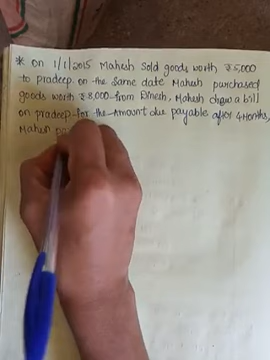 * On 1/1/2015 Mahesh Sold goods worth ₹5,000
to pradeep on the Same date Mahesh purchased
goods worth ₹8,000 from Dinesh. Mahesh drew a bill
on pradeep for the Amount due payable after 4 Months,
Mahesh